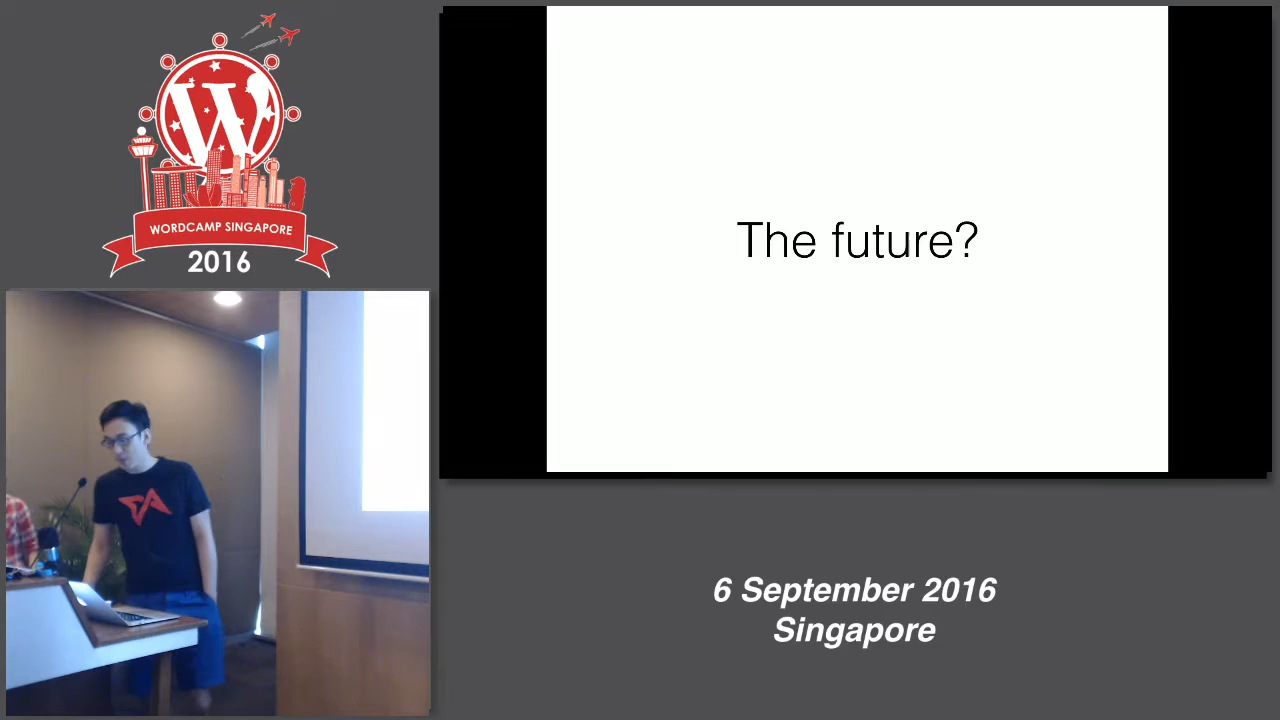 W
WORDCAMP SINGAPORE
2016
The future?
6 September 2016
Singapore